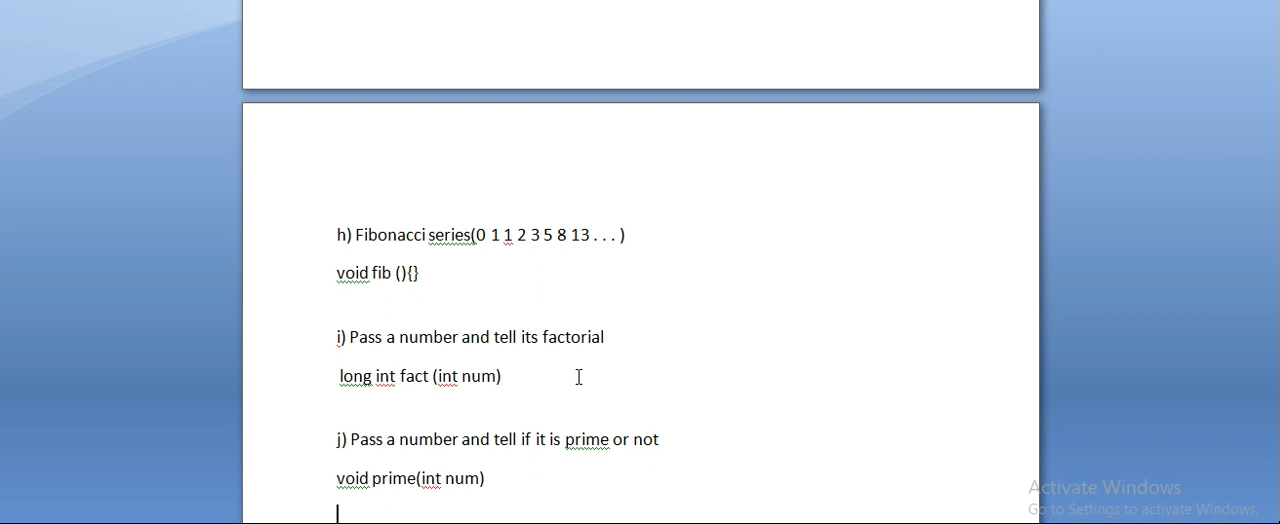 h) Fibonacci series(0 1 1 2 3 5 8 13 . . . )
void fib (){}
i) Pass a number and tell its factorial
long int fact (int num)
j) Pass a number and tell if it is prime or not
void prime(int num)
Activate Windows
Go to Settings to activate Windows.